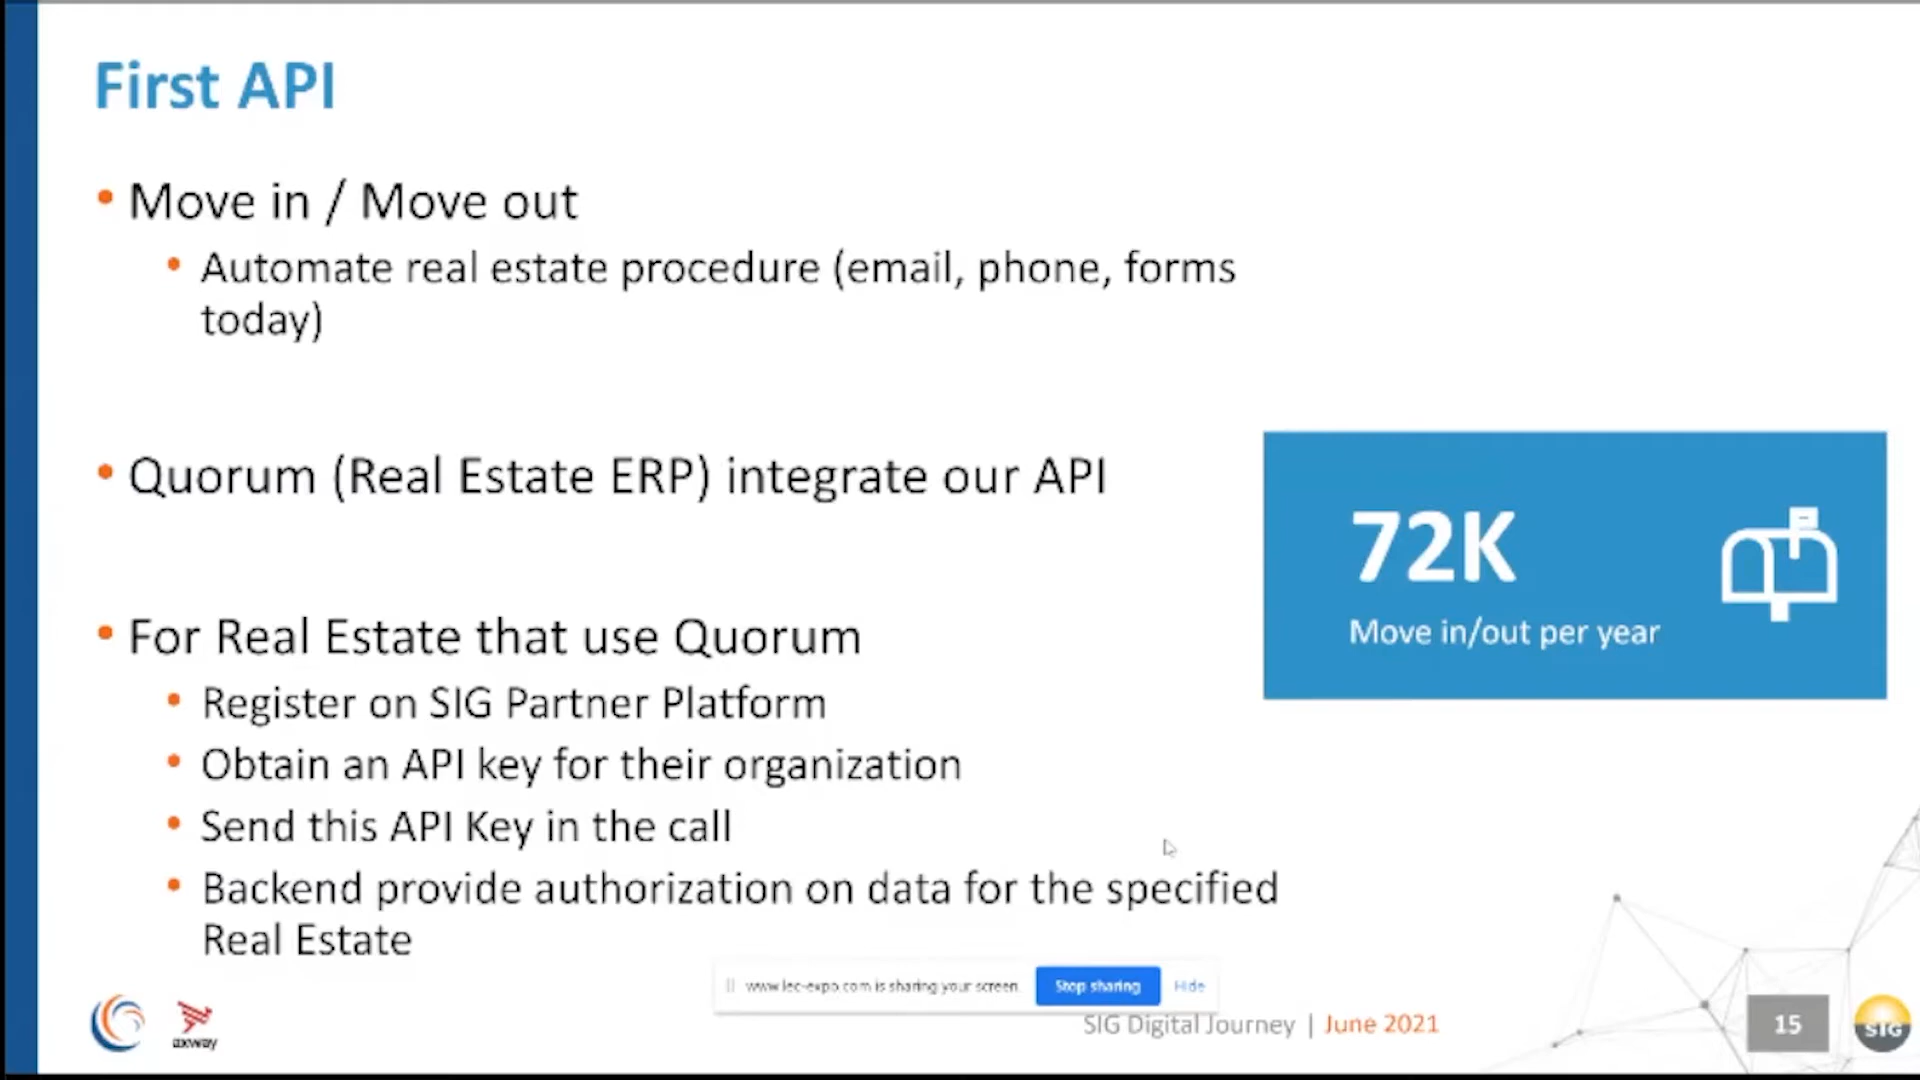 First API
• Move in / Move out
• Automate real estate procedure (email, phone, forms
today)
• Quorum (Real Estate ERP) integrate our API
72K
Move in/out per year
• For Real Estate that use Quorum
• Register on SIG Partner Platform
• Obtain an API key for their organization
• Send this API Key in the call
• Backend provide authorization on data for the specified
Real Estate
www.lec-expo.com is sharing your screen. Stop sharing Hide
axway
SIG Digital Journey | June 2021
15
SIG